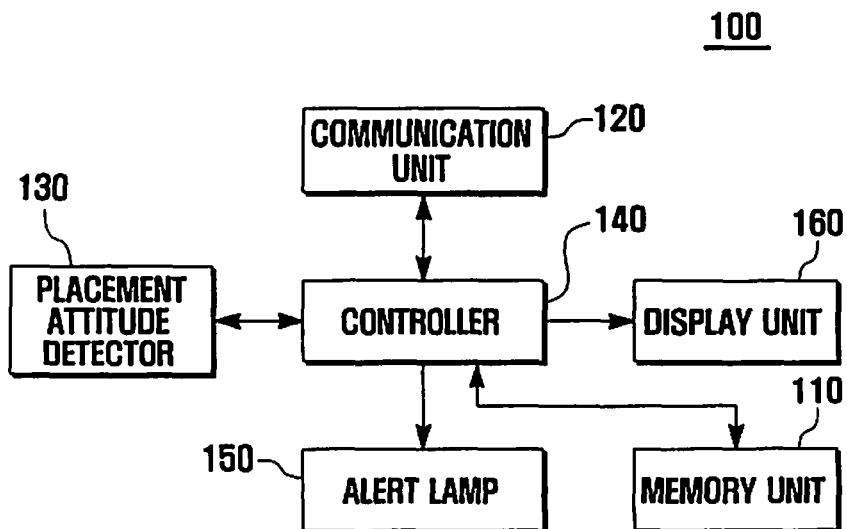 100
COMMUNICATION
UNIT
120
130
140
160
PLACEMENT
ATTITUDE
DETECTOR
CONTROLLER
DISPLAY UNIT
110
150
ALERT LAMP
MEMORY UNIT